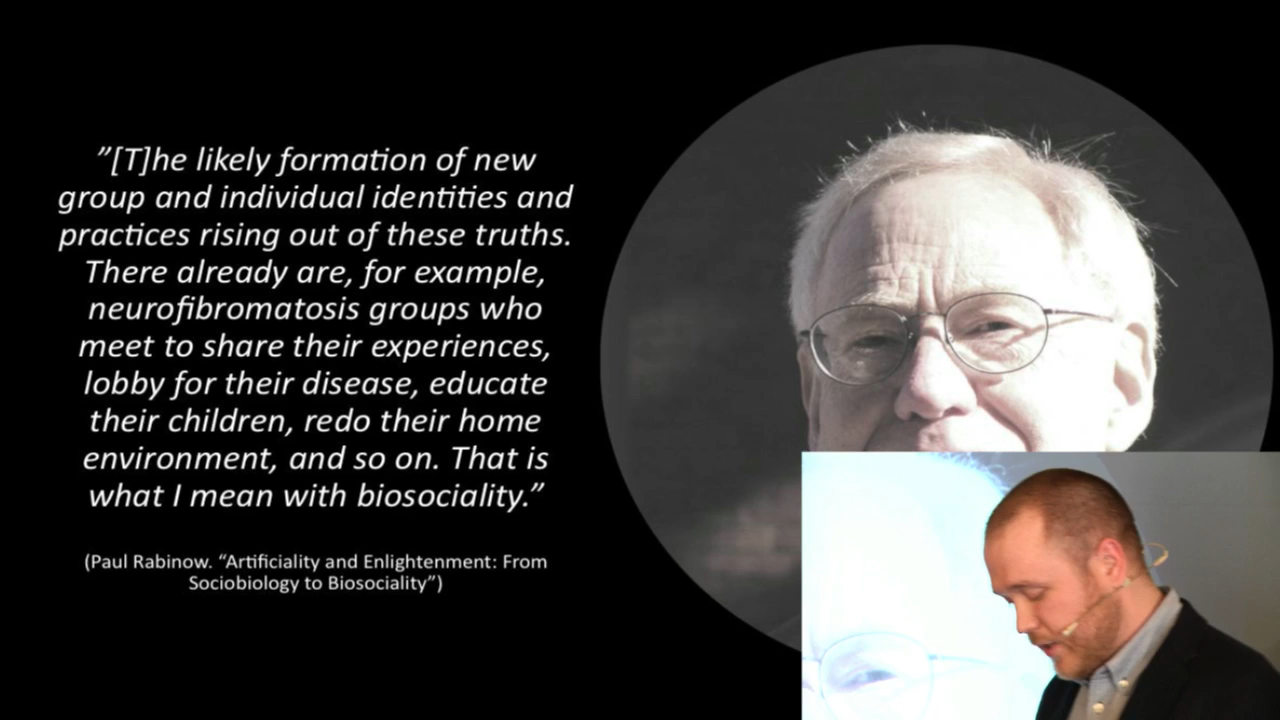 ”[T]he likely formation of new
group and individual identities and
practices rising out of these truths.
There already are, for example,
neurofibromatosis groups who
meet to share their experiences,
lobby for their disease, educate
their children, redo their home
environment, and so on. That is
what I mean with biosociality.”
(Paul Rabinow. “Artificiality and Enlightenment: From
Sociobiology to Biosociality”)